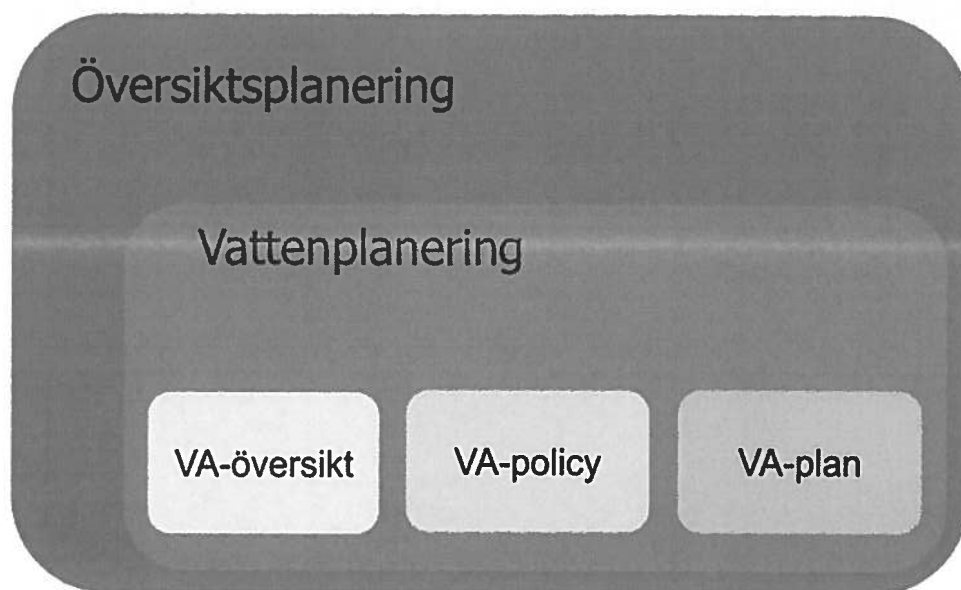 Översiktsplanering
Vattenplanering
VA-översikt
VA-policy
VA-plan